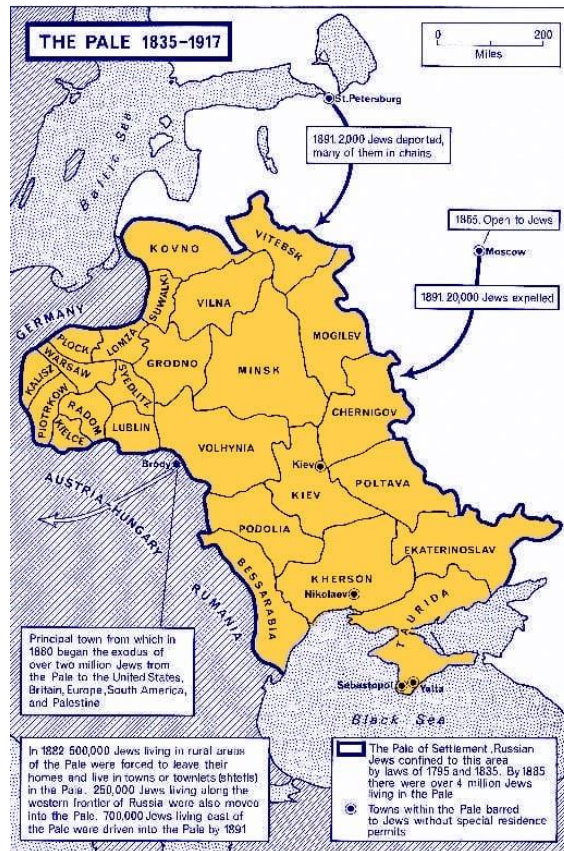 THE PALE 1835–1917
0 200
Miles
St. Petersburg
1891. 2,000 Jews deported,
many of them in chains
Baltic Sea
1865. Open to Jews
Moscow
1891. 20,000 Jews expelled
KOVNO
VITEBSK
SUWALKI
VILNA
GERMANY
MOGILEV
PLOCK
LOMZA
GRODNO
MINSK
WARSAW
KALISZ
SYEDLITZ
CHERNIGOV
PIOTRKOW
RADOM
KIELCE
LUBLIN
VOLHYNIA
Brody
Kiev
POLTAVA
AUSTRIA-HUNGARY
KIEV
PODOLIA
EKATERINOSLAV
BESSARABIA
KHERSON
RUMANIA
Nikolaev
TAURIDA
Principal town from which in
1880 began the exodus of
over two million Jews from
the Pale to the United States,
Britain, Europe, South America,
and Palestine
Sebastopol
Yalta
Black Sea
In 1882 500,000 Jews living in rural areas
of the Pale were forced to leave their
homes and live in towns or townlets (shtetls)
in the Pale. 250,000 Jews living along the
western frontier of Russia were also moved
into the Pale. 700,000 Jews living east of
the Pale were driven into the Pale by 1891
The Pale of Settlement. Russian
Jews confined to this area
by laws of 1795 and 1835. By 1885
there were over 4 million Jews
living in the Pale
Towns within the Pale barred
to Jews without special residence
permits